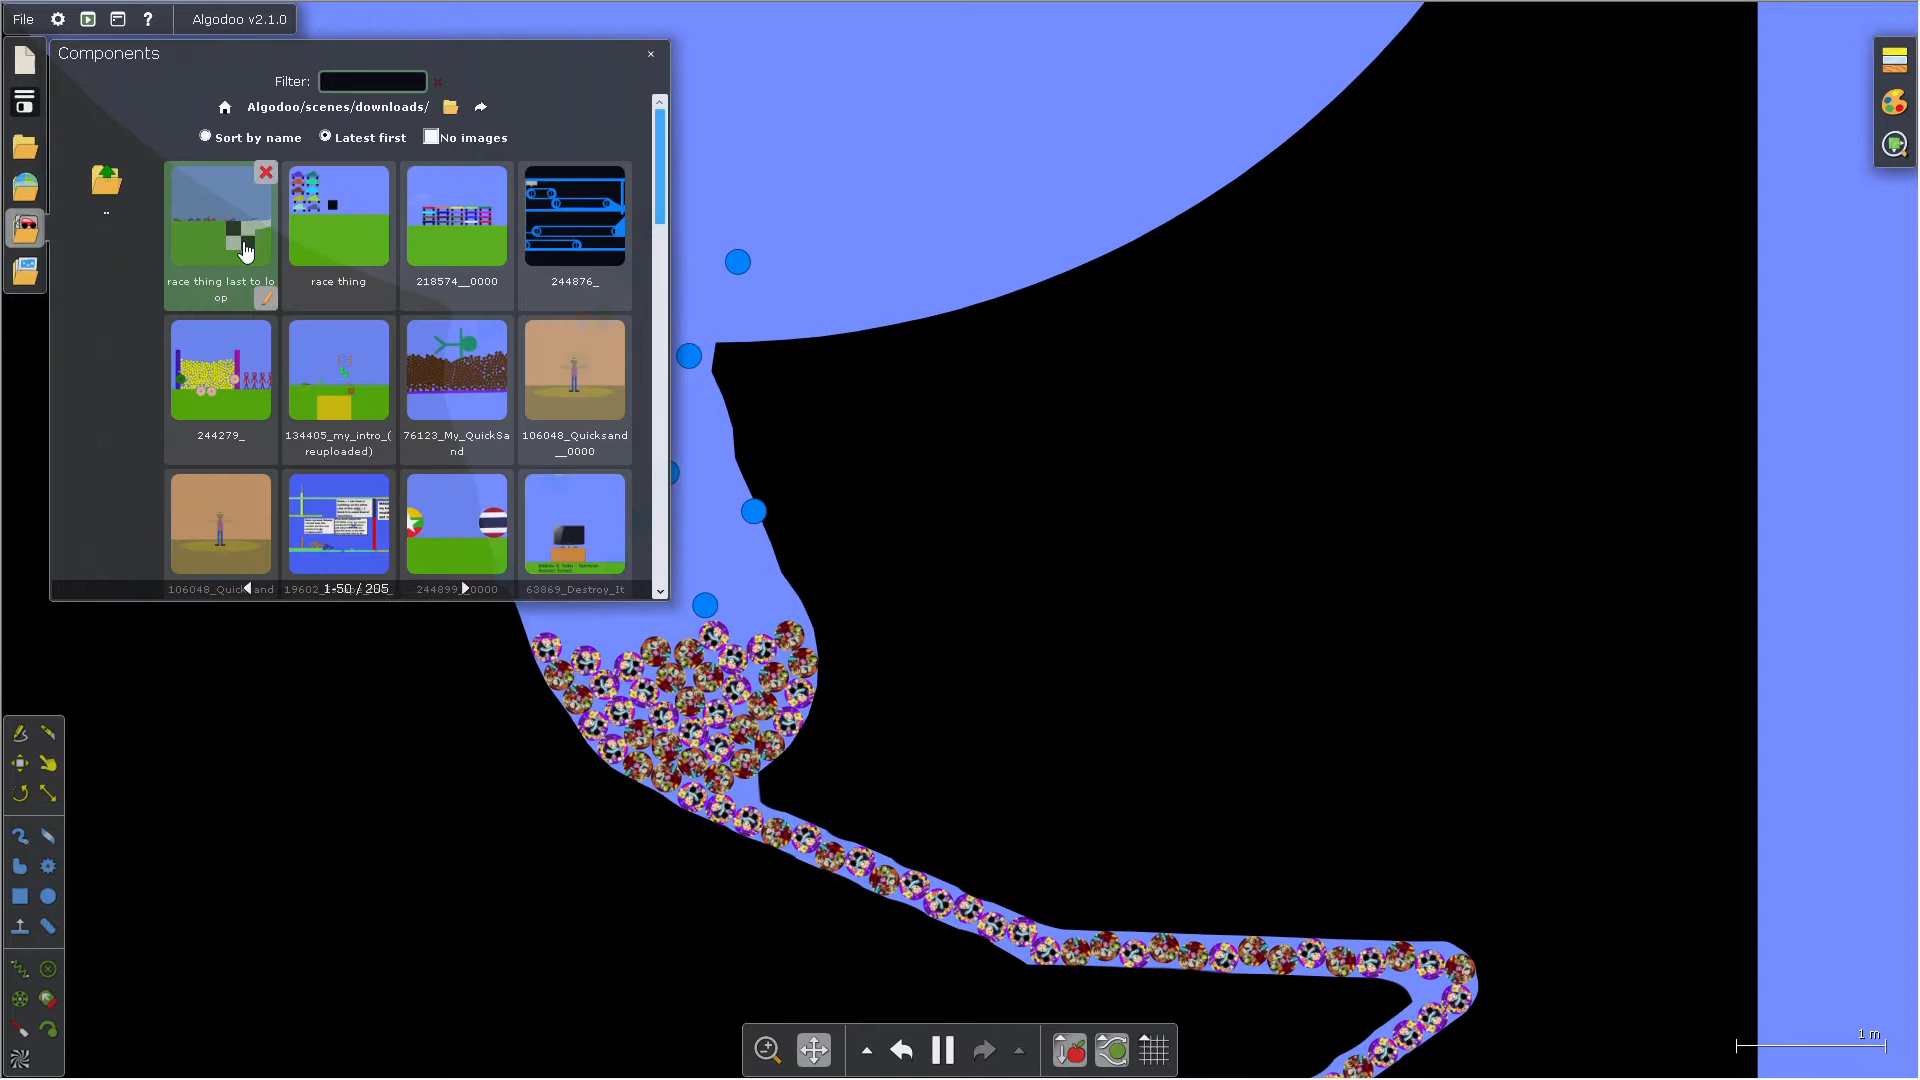 File
Algodoo v2.1.0
Components
Filter:
Algodoo/scenes/downloads/
Sort by name
Latest first
No images
race thing last to lo
op
race thing
218574__0000
244876_
..
244279_
134405_my_intro_(
reuploaded)
76123_My_QuickSa
nd
106048_Quicksand
__0000
1-50 / 205
244899__0000
63869_Destroy_It
1 m